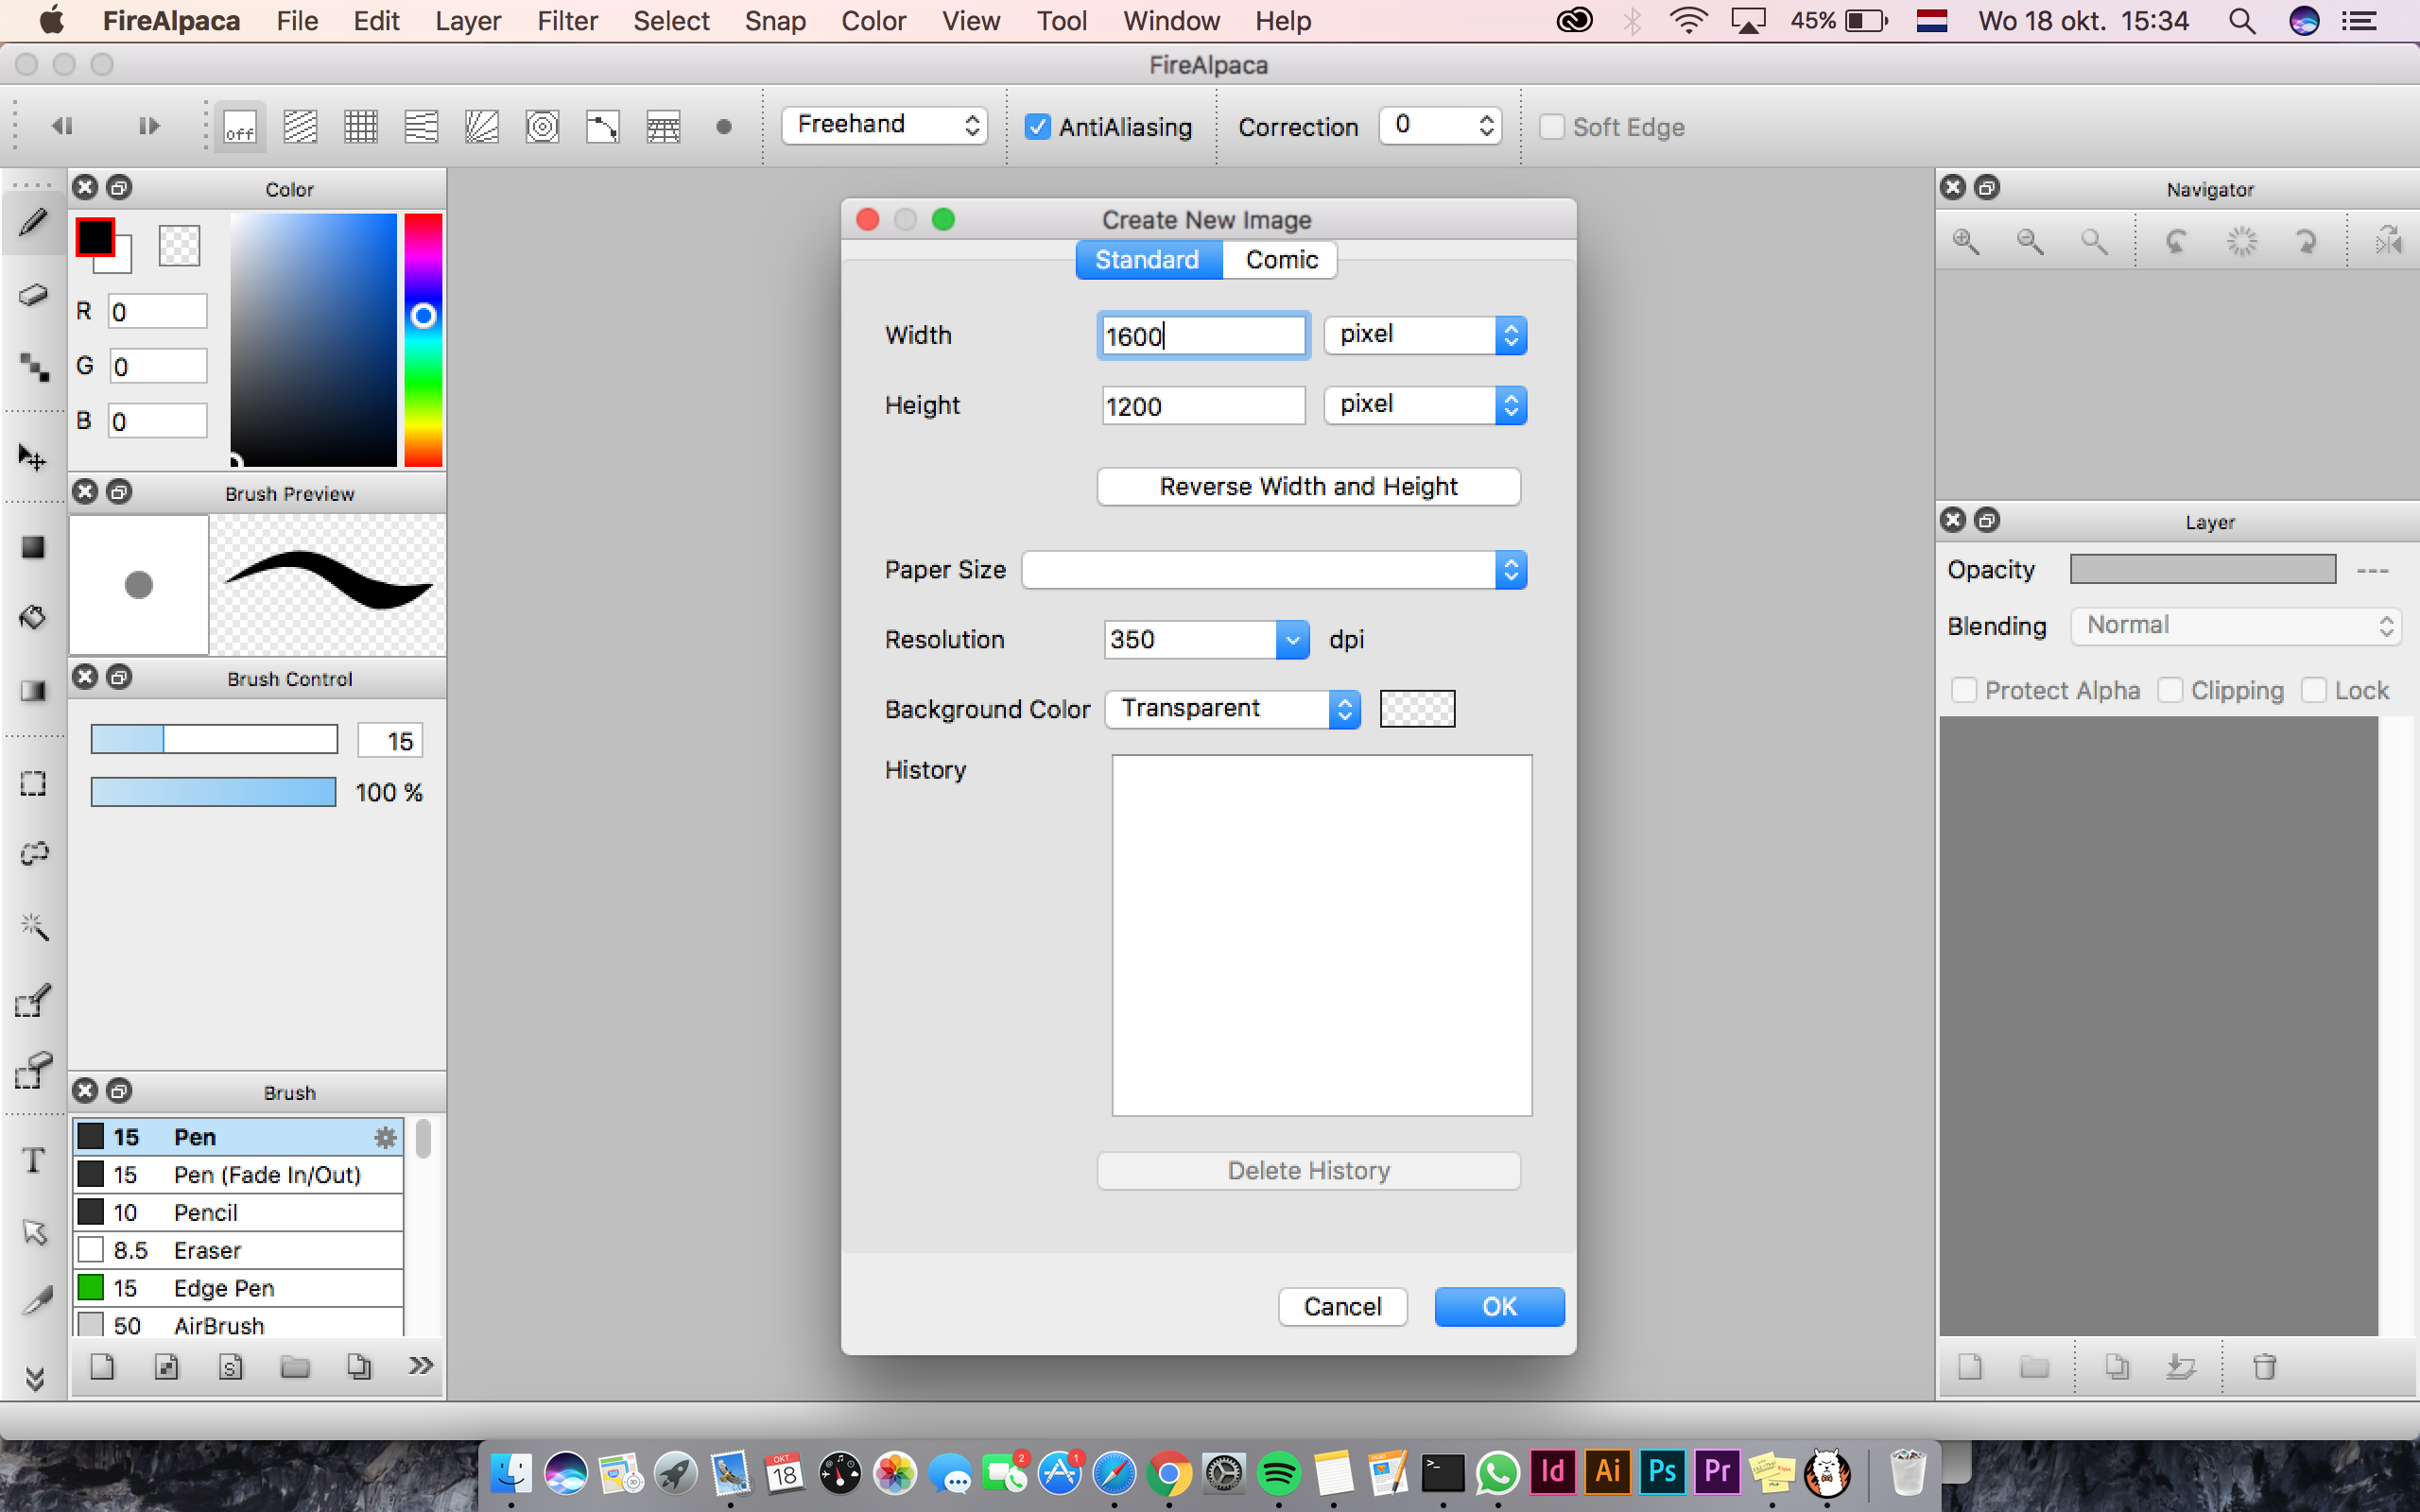 FireAlpaca File Edit Layer Filter Select Snap Color View Tool Window Help 45% Wo 18 okt. 15:34
FireAlpaca
off Freehand AntiAliasing Correction 0 Soft Edge
Color
R 0
G 0
B 0
Brush Preview
Brush Control
15
100 %
Brush
15 Pen
15 Pen (Fade In/Out)
10 Pencil
8.5 Eraser
15 Edge Pen
50 AirBrush
S
T
Create New Image
Standard Comic
Width 1600 pixel
Height 1200 pixel
Reverse Width and Height
Paper Size
Resolution 350 dpi
Background Color Transparent
History
Delete History
Cancel OK
Navigator
Layer
Opacity ---
Blending Normal
Protect Alpha Clipping Lock
OKT. 18 2 1 >_ Id Ai Ps Pr